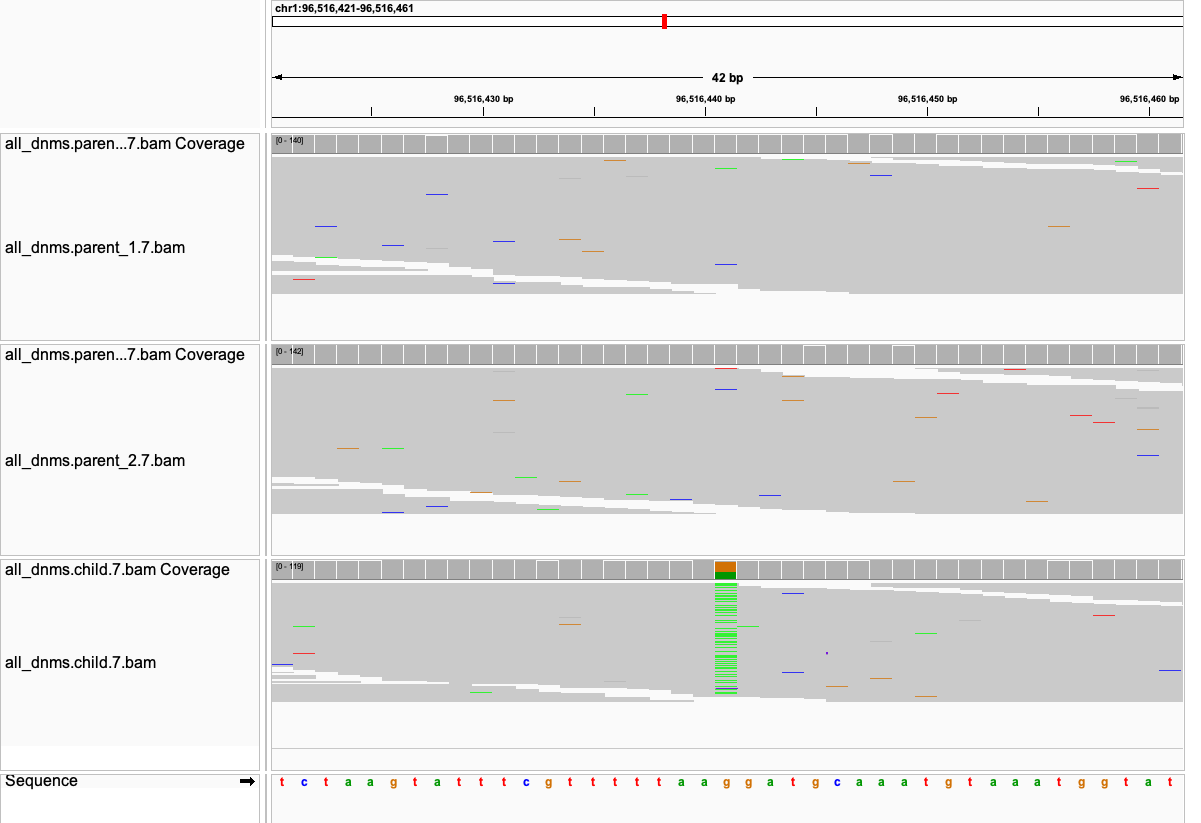 chr1:96,516,421-96,516,461
42 bp
96,516,430 bp 96,516,440 bp 96,516,450 bp 96,516,460 bp
all_dnms.paren...7.bam Coverage
[0 - 140]
all_dnms.parent_1.7.bam
all_dnms.paren...7.bam Coverage
[0 - 142]
all_dnms.parent_2.7.bam
all_dnms.child.7.bam Coverage
[0 - 119]
all_dnms.child.7.bam
Sequence
t c t a a g t a t t t c g t t t t t a a g g a t g c a a a t g t a a a t g g t a t